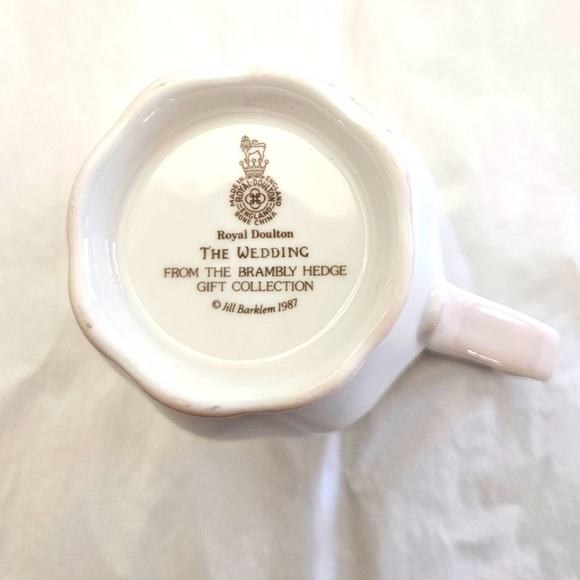 MADE IN ENGLAND
ROYAL DOULTON
ENGLAND
BONE CHINA
Royal Doulton
THE WEDDING
FROM THE BRAMBLY HEDGE
GIFT COLLECTION
© Jill Barklem 1987